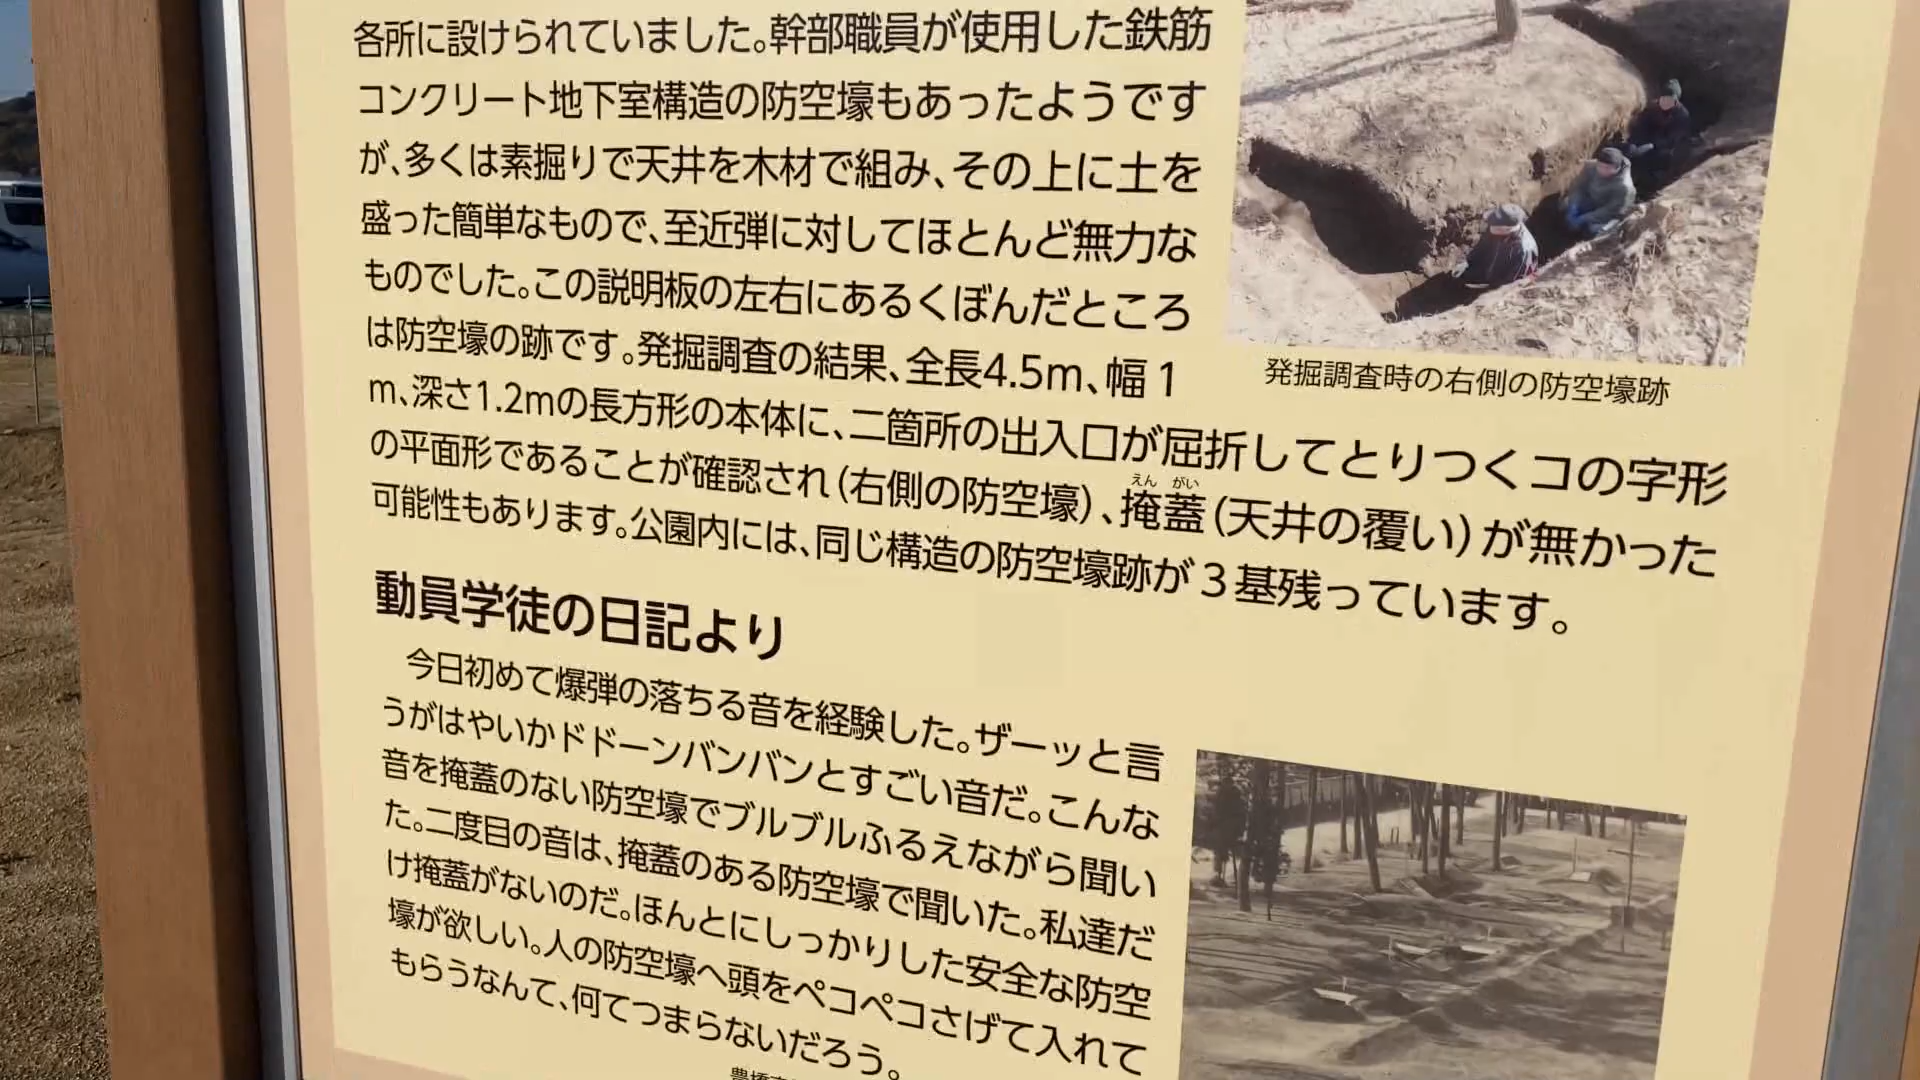 各所に設けられていました。幹部職員が使用した鉄筋
コンクリート地下室構造の防空壕もあったようです
が、多くは素掘りで天井を木材で組み、その上に土を
盛った簡単なもので、至近弾に対してほとんど無力な
ものでした。この説明板の左右にあるくぼんだところ
は防空壕の跡です。発掘調査の結果、全長4.5m、幅1
m、深さ1.2mの長方形の本体に、二箇所の出入口が屈折してとりつくコの字形
の平面形であることが確認され(右側の防空壕)、掩蓋(天井の覆い)が無かった
えん がい
可能性もあります。公園内には、同じ構造の防空壕跡が3基残っています。
発掘調査時の右側の防空壕跡
動員学徒の日記より
今日初めて爆弾の落ちる音を経験した。ザーッと言
うがはやいかドドーンバンバンとすごい音だ。こんな
音を掩蓋のない防空壕でブルブルふるえながら聞い
た。二度目の音は、掩蓋のある防空壕で聞いた。私達だ
け掩蓋がないのだ。ほんとにしっかりした安全な防空
壕が欲しい。人の防空壕へ頭をペコペコさげて入れて
もらうなんて、何てつまらないだろう。